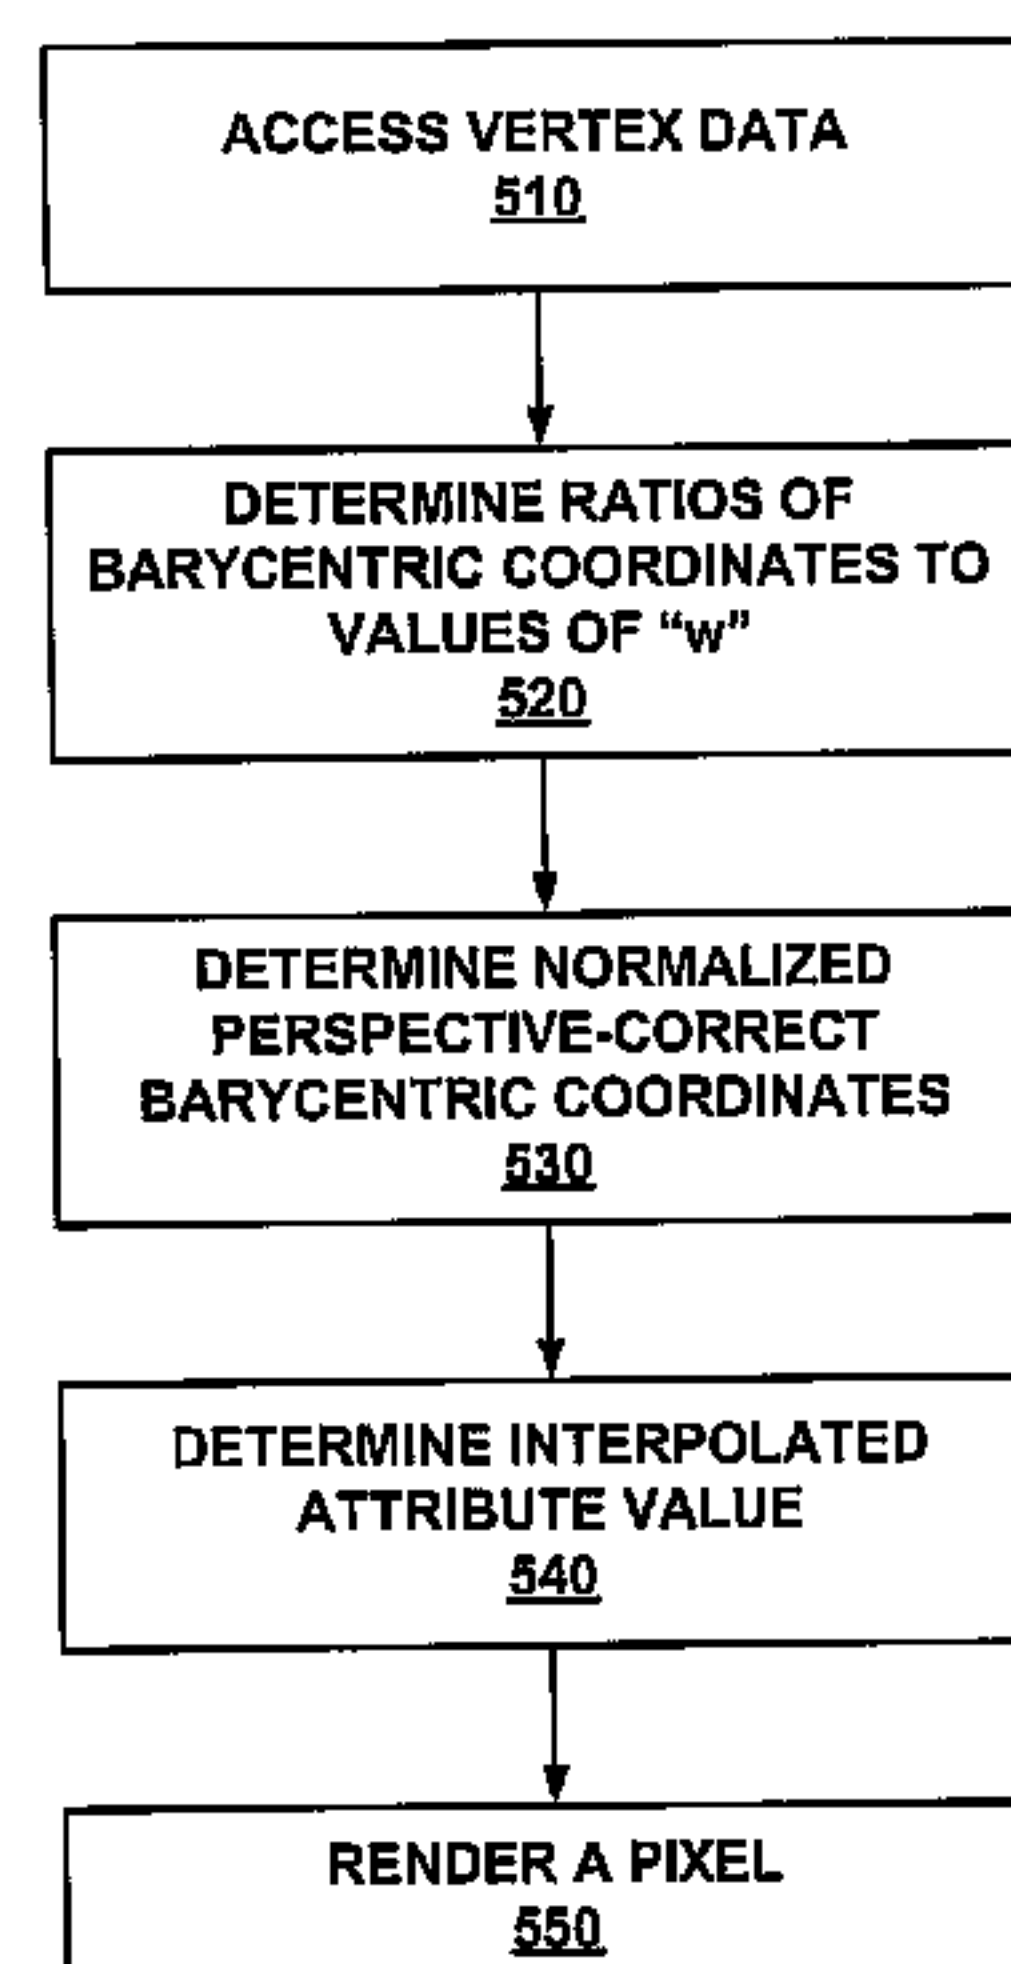 ACCESS VERTEX DATA
510
DETERMINE RATIOS OF
BARYCENTRIC COORDINATES TO
VALUES OF “w”
520
DETERMINE NORMALIZED
PERSPECTIVE-CORRECT
BARYCENTRIC COORDINATES
530
DETERMINE INTERPOLATED
ATTRIBUTE VALUE
540
RENDER A PIXEL
550